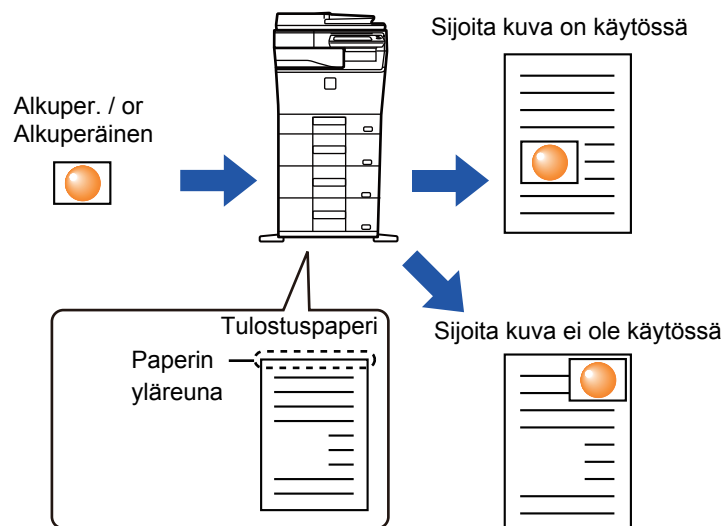 Sijoita kuva on käytössä
Alkuper. / or
Alkuperäinen
Tulostuspaperi
Paperin
yläreuna
Sijoita kuva ei ole käytössä